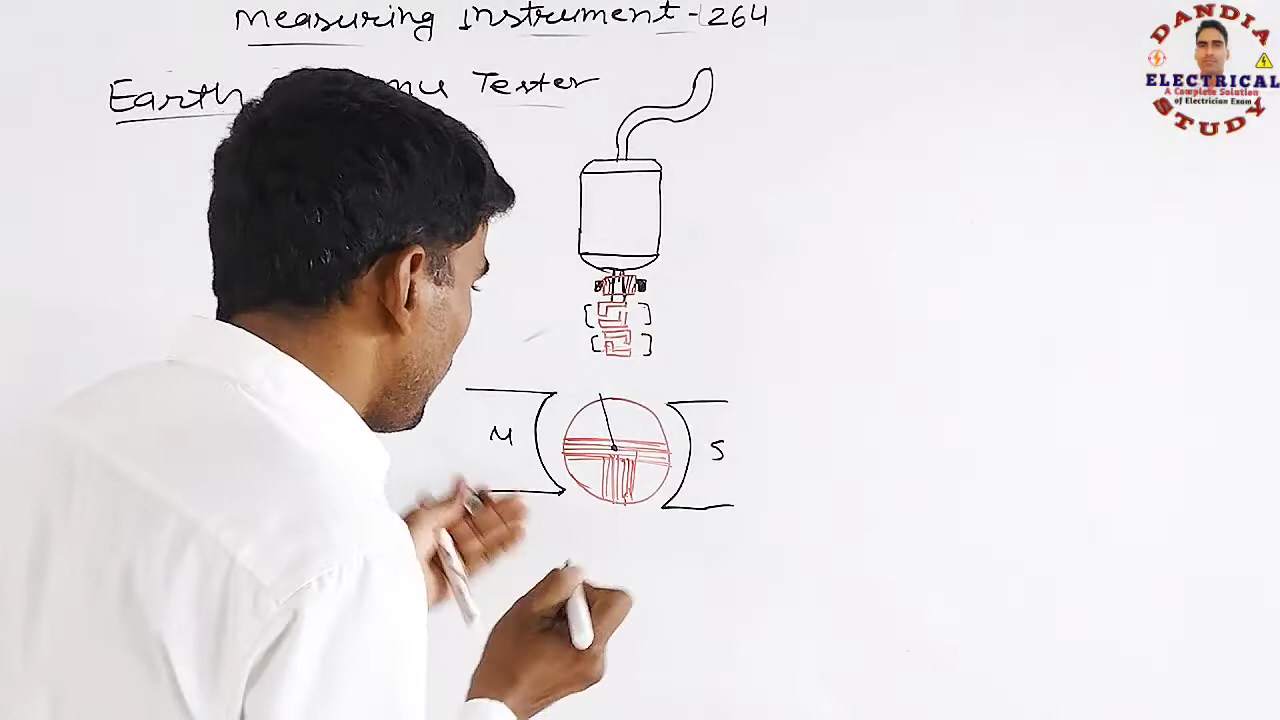 Measuring Instrument - 264
Earth Tester
N
S
DANDIA
ELECTRICAL
A Complete Solution
of Electrician Exam
STUDY